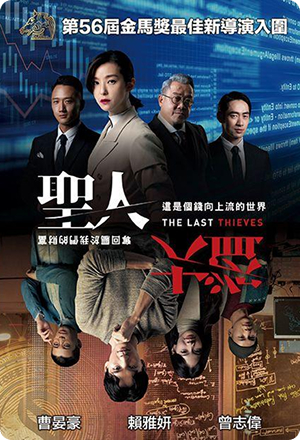 第56屆金馬獎最佳新導演入圍
聖人
這是個錢向上流的世界
THE LAST THIEVES
奪回屬於我們的財富
大盜
曹晏豪 賴雅妍 曾志偉